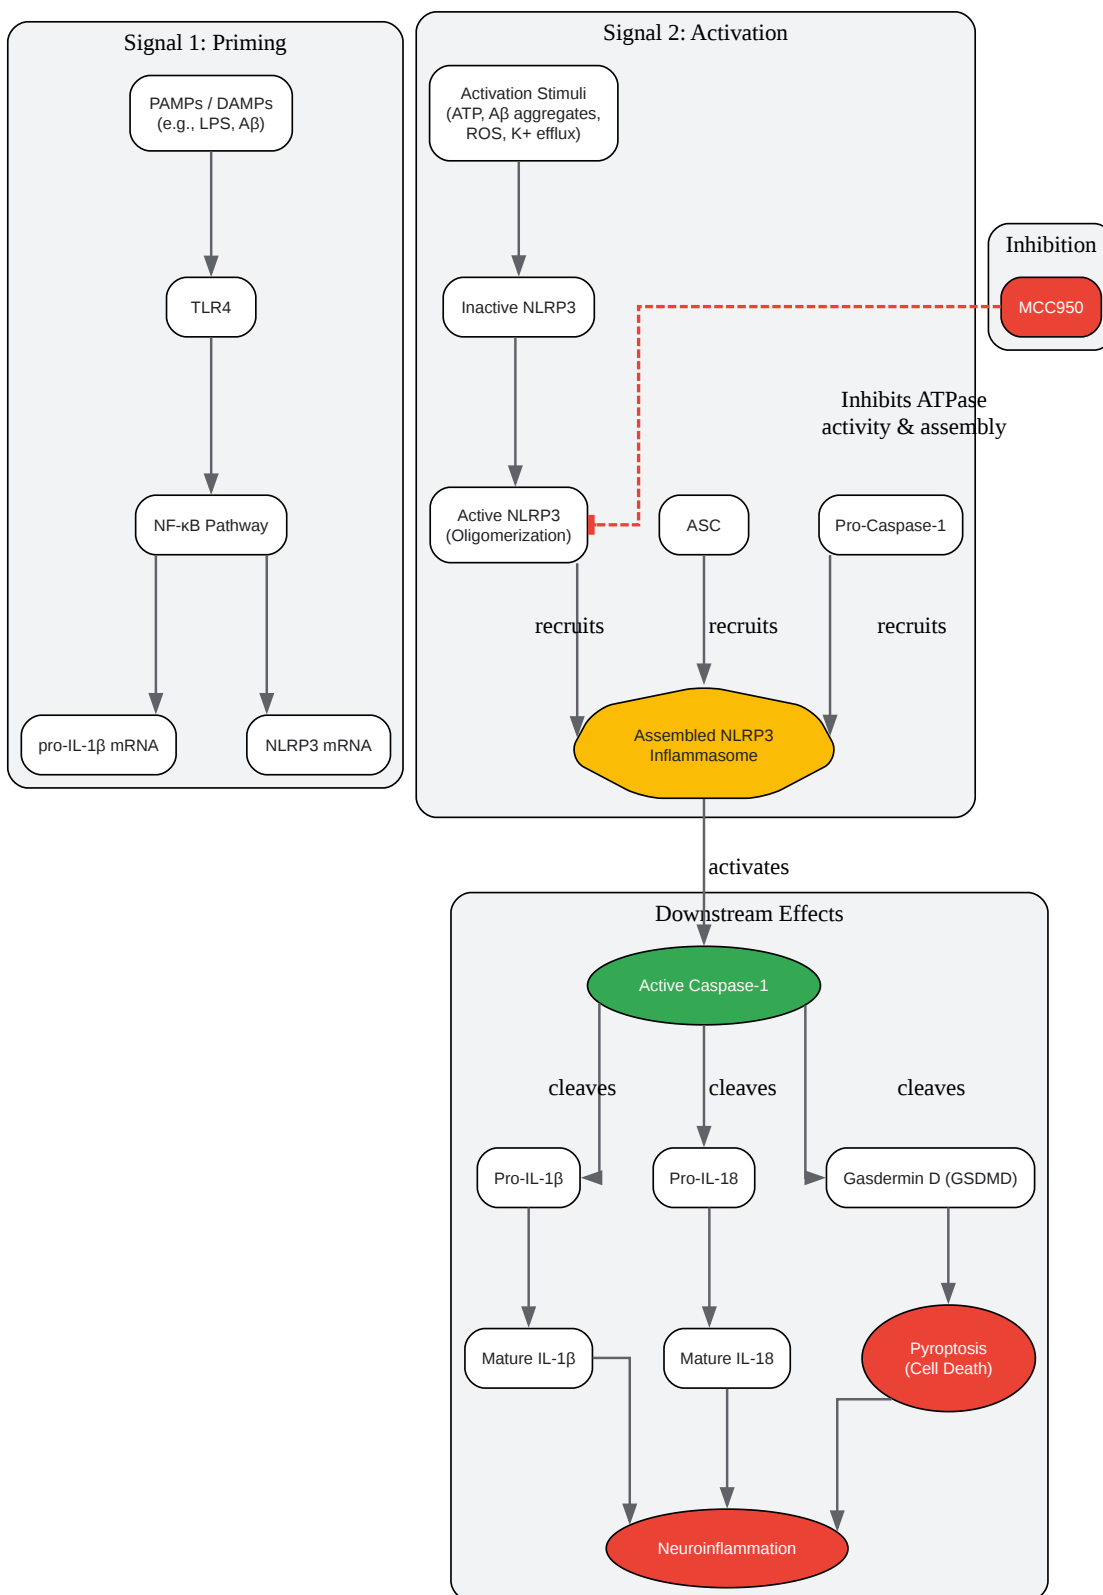 Signal 1: Priming
PAMPs / DAMPs
(e.g., LPS, Aβ)
TLR4
NF-κB Pathway
pro-IL-1β mRNA
NLRP3 mRNA
Signal 2: Activation
Activation Stimuli
(ATP, Aβ aggregates,
ROS, K+ efflux)
Inactive NLRP3
Inhibition
MCC950
Inhibits ATPase
activity & assembly
Active NLRP3
(Oligomerization)
ASC
Pro-Caspase-1
recruits
recruits
recruits
Assembled NLRP3
Inflammasome
activates
Downstream Effects
Active Caspase-1
cleaves
cleaves
cleaves
Pro-IL-1β
Pro-IL-18
Gasdermin D (GSDMD)
Mature IL-1β
Mature IL-18
Pyroptosis
(Cell Death)
Neuroinflammation